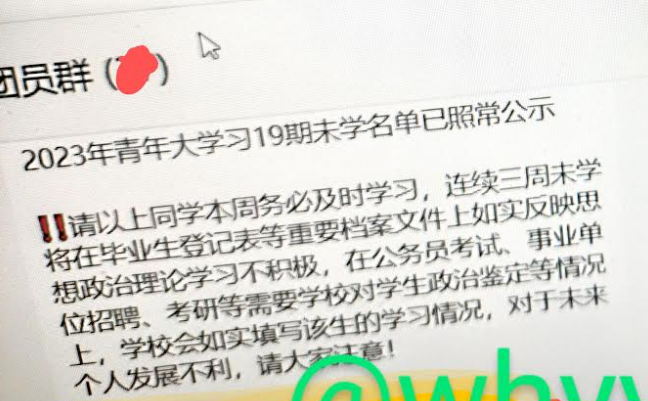 团员群 (
)
2023年青年大学习19期未学名单已照常公示
‼️请以上同学本周务必及时学习，连续三周未学
将在毕业生登记表等重要档案文件上如实反映思
想政治理论学习不积极，在公务员考试、事业单
位招聘、考研等需要学校对学生政治鉴定等情况
上，学校会如实填写该生的学习情况，对于未来
个人发展不利，请大家注意！